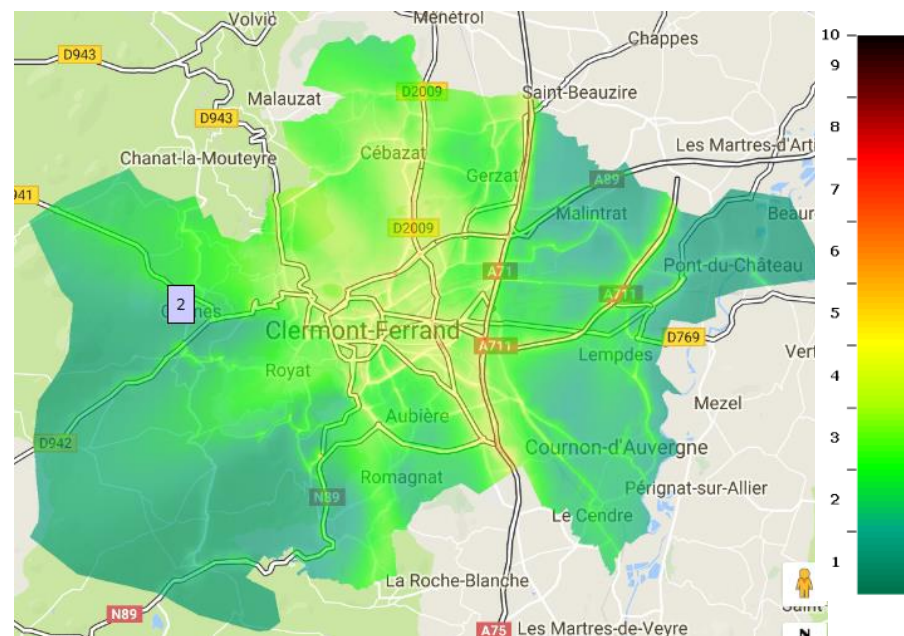 Volvic
Ménétrol
Chappes
D943
D2009
Saint-Beauzire
Malauzat
D943
Les Martres-d'Arti
Chanat-la-Mouteyre
Cébazat
Gerzat
A89
941
Malintrat
Beaur
D2009
A71
Pont-du-Château
2
A711
Clermont-Ferrand
A711
D769
Lempdes
Vert
Royat
Mezel
Aubière
D942
Cournon-d'Auvergne
Romagnat
Pérignat-sur-Allier
N89
Le Cendre
La Roche-Blanche
N89
A75
Les Martres-de-Veyre
N
10
9
8
7
6
5
4
3
2
1